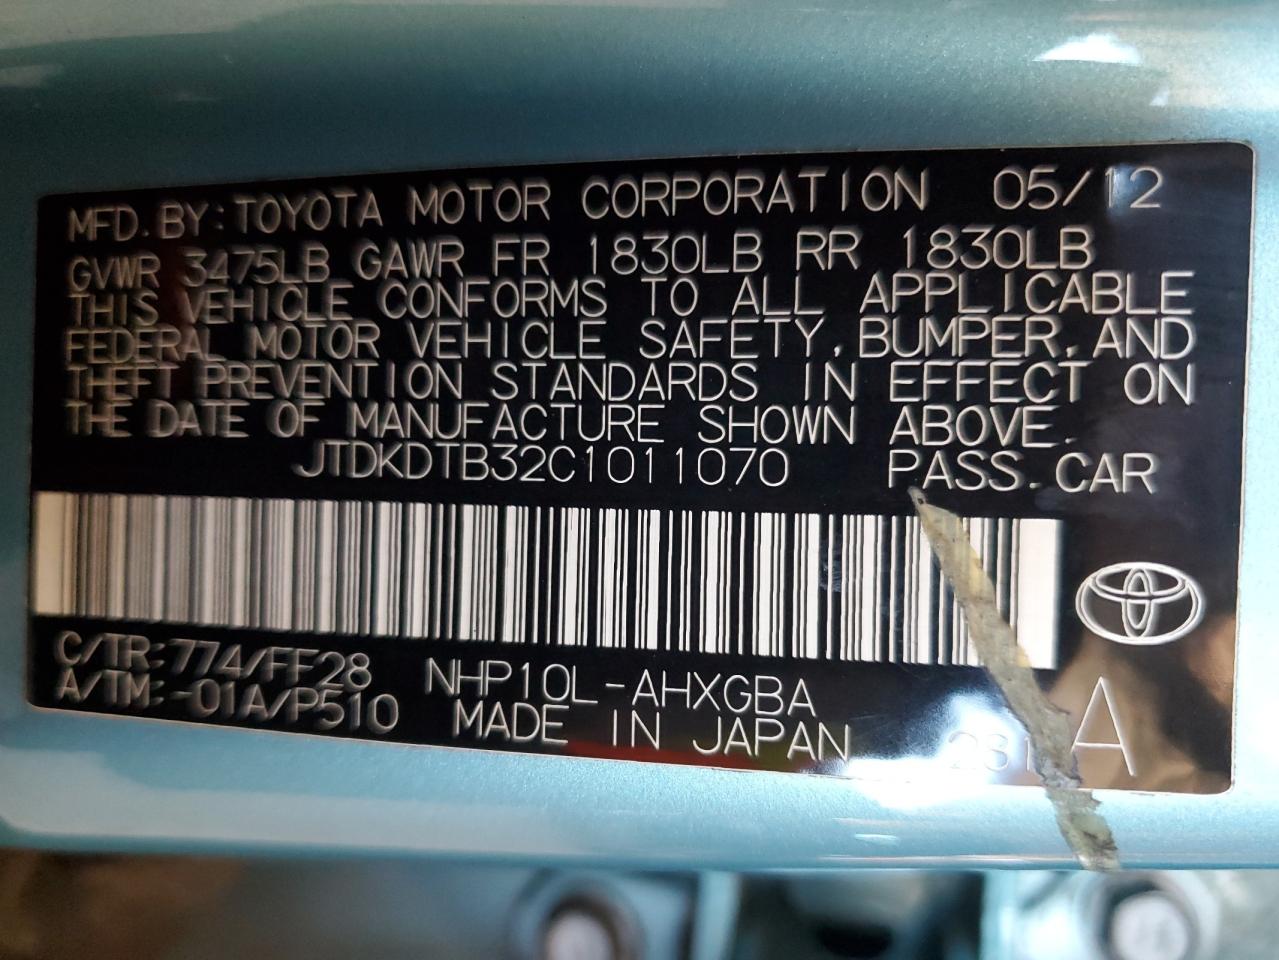 MFD. BY: TOYOTA MOTOR CORPORATION 05/12
GVWR 3475LB GAWR FR 1830LB RR 1830LB
THIS VEHICLE CONFORMS TO ALL APPLICABLE
FEDERAL MOTOR VEHICLE SAFETY, BUMPER, AND
THEFT PREVENTION STANDARDS IN EFFECT ON
THE DATE OF MANUFACTURE SHOWN ABOVE.
JTDKDTB32C1011070 PASS. CAR
C/TR: 774/FF28 NHP10L-AHXGBA
A/TM: -01A/P510 MADE IN JAPAN
A